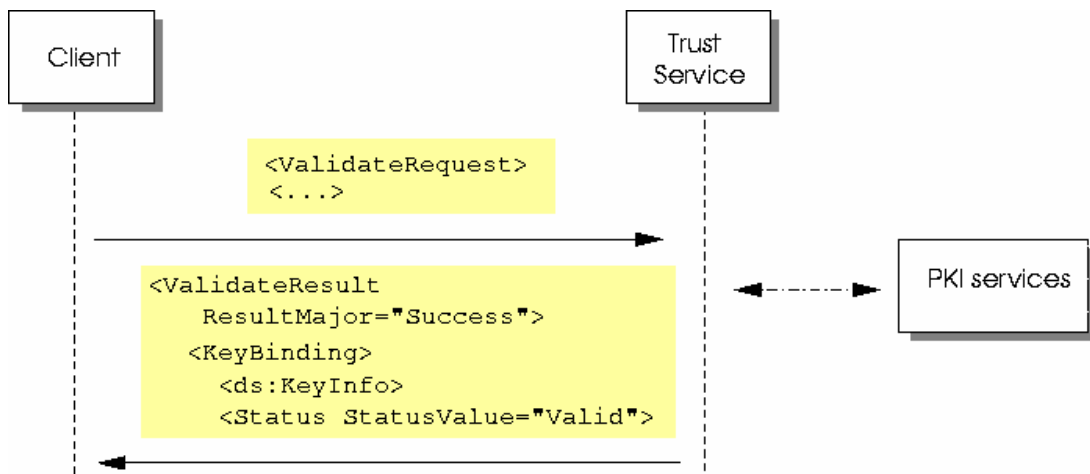 Client
Trust
Service
<ValidateRequest>
<...>
<ValidateResult
ResultMajor="Success">
<KeyBinding>
<ds:KeyInfo>
<Status StatusValue="Valid">
PKI services